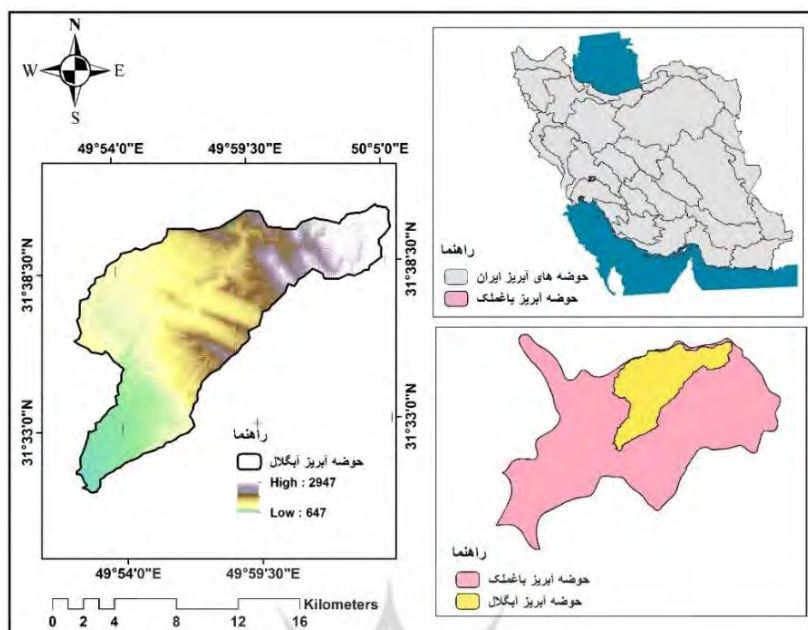 N
W E
S
49°54'0"E 49°59'30"E 50°5'0"E
31°38'30"N 31°38'30"N
31°33'0"N 31°33'0"N
راهنما
حوضه آبریز آبگلال
High : 2947
Low : 647
49°54'0"E 49°59'30"E
Kilometers
0 2 4 8 12 16
راهنما
حوضه های آبریز ایران
حوضه آبریز باغملک
راهنما
حوضه آبریز باغملک
حوضه آبریز آبگلال